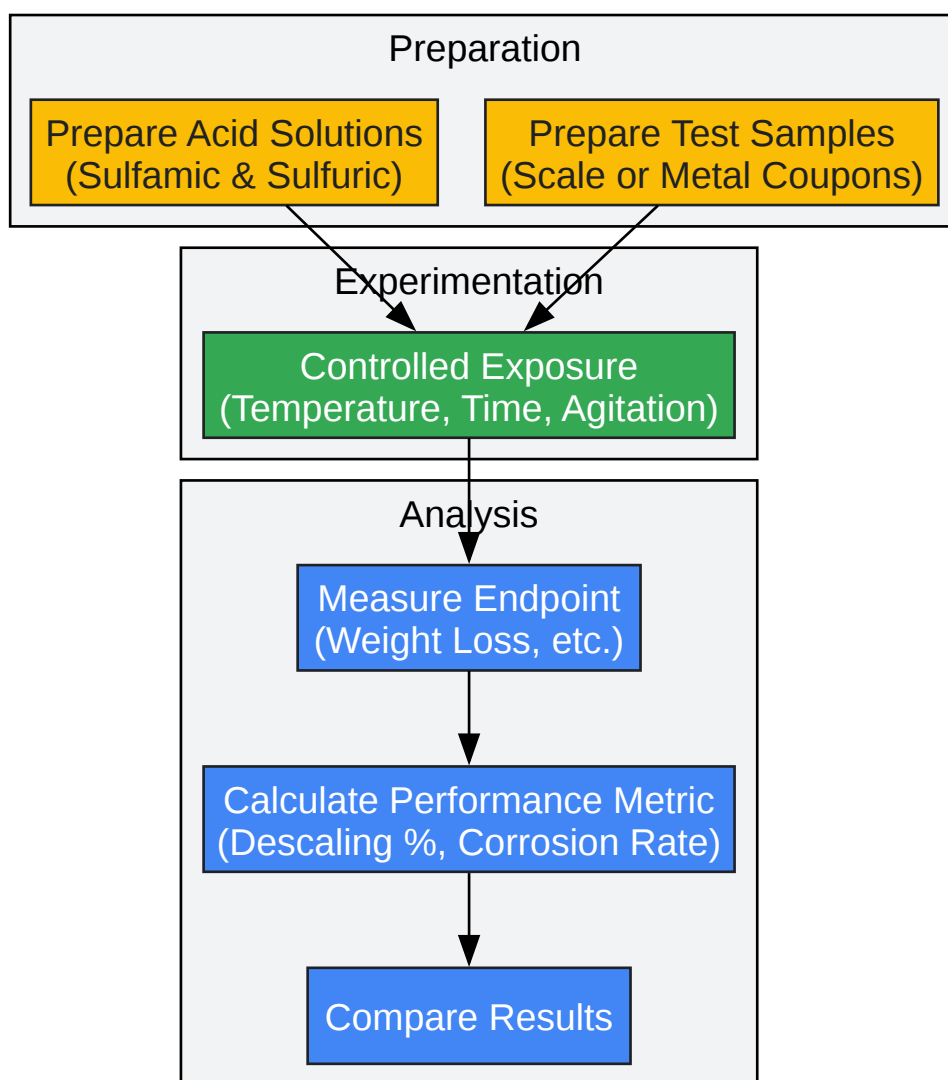 Preparation
Prepare Acid Solutions
(Sulfamic & Sulfuric)
Prepare Test Samples
(Scale or Metal Coupons)
Experimentation
Controlled Exposure
(Temperature, Time, Agitation)
Analysis
Measure Endpoint
(Weight Loss, etc.)
Calculate Performance Metric
(Descaling %, Corrosion Rate)
Compare Results